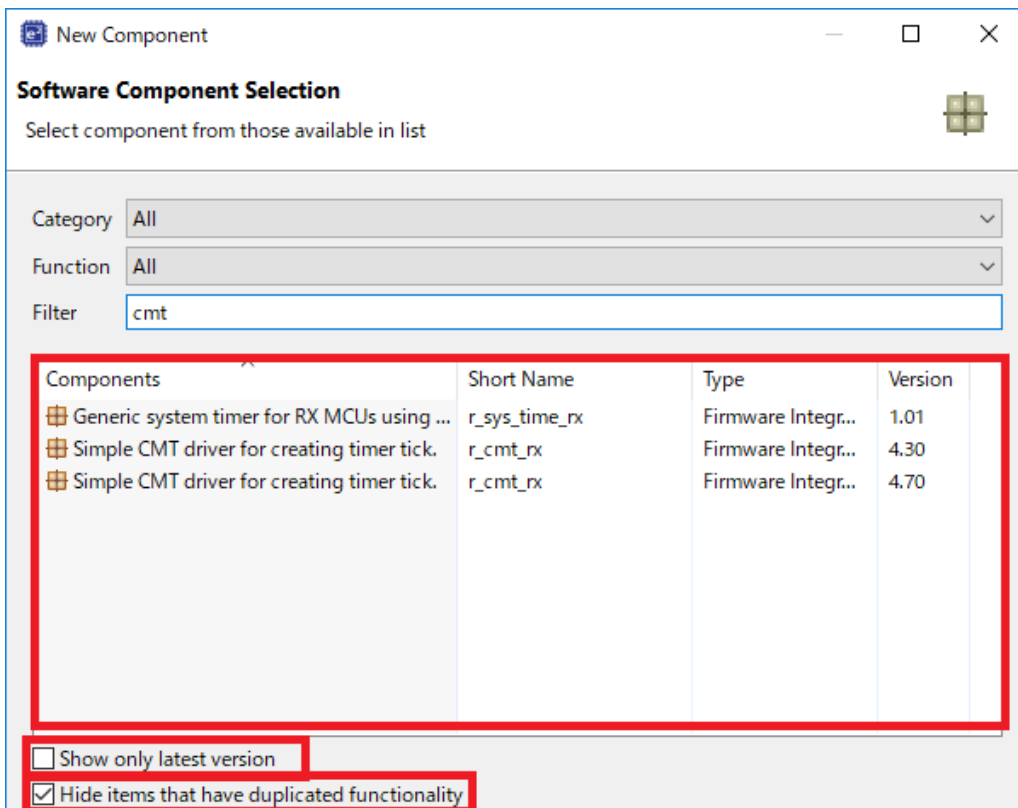 New Component
Software Component Selection
Select component from those available in list
Category All
Function All
Filter cmt
Components Short Name Type Version
Generic system timer for RX MCUs using ... r_sys_time_rx Firmware Integr... 1.01
Simple CMT driver for creating timer tick. r_cmt_rx Firmware Integr... 4.30
Simple CMT driver for creating timer tick. r_cmt_rx Firmware Integr... 4.70
Show only latest version
Hide items that have duplicated functionality